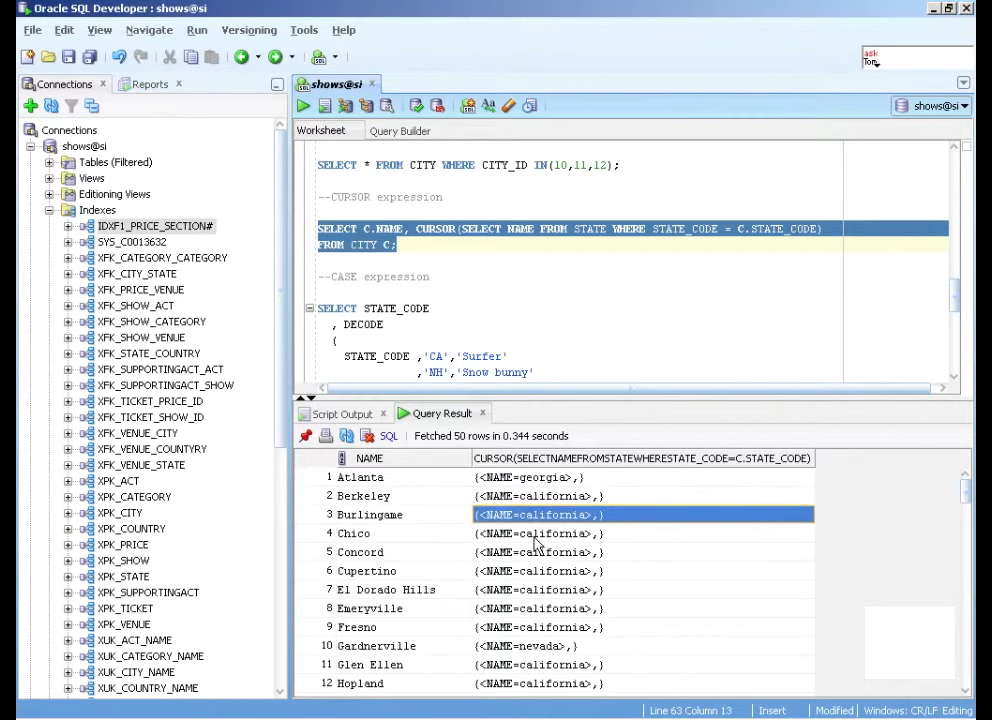 Oracle SQL Developer : shows@si
File Edit View Navigate Run Versioning Tools Help
ask
Tom
Connections Reports shows@si
shows@si
Worksheet Query Builder
Connections
shows@si
Tables (Filtered)
Views
Editioning Views
Indexes
IDXF1_PRICE_SECTION#
SYS_C0013632
XFK_CATEGORY_CATEGORY
XFK_CITY_STATE
XFK_PRICE_VENUE
XFK_SHOW_ACT
XFK_SHOW_CATEGORY
XFK_SHOW_VENUE
XFK_STATE_COUNTRY
XFK_SUPPORTINGACT_ACT
XFK_SUPPORTINGACT_SHOW
XFK_TICKET_PRICE_ID
XFK_TICKET_SHOW_ID
XFK_VENUE_CITY
XFK_VENUE_COUNTYRY
XFK_VENUE_STATE
XPK_ACT
XPK_CATEGORY
XPK_CITY
XPK_COUNTRY
XPK_PRICE
XPK_SHOW
XPK_STATE
XPK_SUPPORTINGACT
XPK_TICKET
XPK_VENUE
XUK_ACT_NAME
XUK_CATEGORY_NAME
XUK_CITY_NAME
XUK_COUNTRY_NAME
SELECT * FROM CITY WHERE CITY_ID IN(10,11,12);
--CURSOR expression
SELECT C.NAME, CURSOR(SELECT NAME FROM STATE WHERE STATE_CODE = C.STATE_CODE)
FROM CITY C;
--CASE expression
SELECT STATE_CODE
, DECODE
(
STATE_CODE ,'CA','Surfer'
,'NH','Snow bunny'
Script Output Query Result
SQL Fetched 50 rows in 0.344 seconds
NAME CURSOR(SELECTNAMEFROMSTATEWHERESTATE_CODE=C.STATE_CODE)
1 Atlanta {<NAME=georgia>,}
2 Berkeley {<NAME=california>,}
3 Burlingame {<NAME=california>,}
4 Chico {<NAME=california>,}
5 Concord {<NAME=california>,}
6 Cupertino {<NAME=california>,}
7 El Dorado Hills {<NAME=california>,}
8 Emeryville {<NAME=california>,}
9 Fresno {<NAME=california>,}
10 Gardnerville {<NAME=nevada>,}
11 Glen Ellen {<NAME=california>,}
12 Hopland {<NAME=california>,}
Line 63 Column 13 Insert Modified Windows: CR/LF Editing